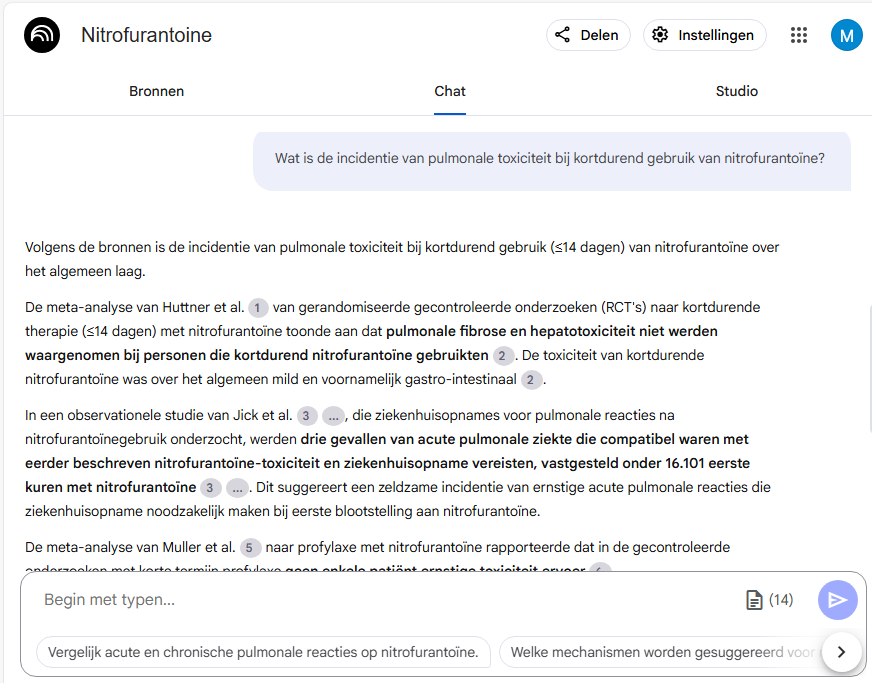 Nitrofurantoine
Delen
Instellingen
M
Bronnen
Chat
Studio
Wat is de incidentie van pulmonale toxiciteit bij kortdurend gebruik van nitrofurantoïne?
Volgens de bronnen is de incidentie van pulmonale toxiciteit bij kortdurend gebruik (≤14 dagen) van nitrofurantoïne over
het algemeen laag.
De meta-analyse van Huttner et al. 1 van gerandomiseerde gecontroleerde onderzoeken (RCT's) naar kortdurende
therapie (≤14 dagen) met nitrofurantoïne toonde aan dat pulmonale fibrose en hepatotoxiciteit niet werden
waargenomen bij personen die kortdurend nitrofurantoïne gebruikten 2. De toxiciteit van kortdurende
nitrofurantoïne was over het algemeen mild en voornamelijk gastro-intestinaal 2.
In een observationele studie van Jick et al. 3 ..., die ziekenhuisopnames voor pulmonale reacties na
nitrofurantoïnegebruik onderzocht, werden drie gevallen van acute pulmonale ziekte die compatibel waren met
eerder beschreven nitrofurantoïne-toxiciteit en ziekenhuisopname vereisten, vastgesteld onder 16.101 eerste
kuren met nitrofurantoïne 3 .... Dit suggereert een zeldzame incidentie van ernstige acute pulmonale reacties die
ziekenhuisopname noodzakelijk maken bij eerste blootstelling aan nitrofurantoïne.
De meta-analyse van Muller et al. 5 naar profylaxe met nitrofurantoïne rapporteerde dat in de gecontroleerde
onderzoeken met korte termijn profylaxe geen enkele patiënt ernstige toxiciteit ervoer
Begin met typen...
(14)
Vergelijk acute en chronische pulmonale reacties op nitrofurantoïne.
Welke mechanismen worden gesuggereerd voor